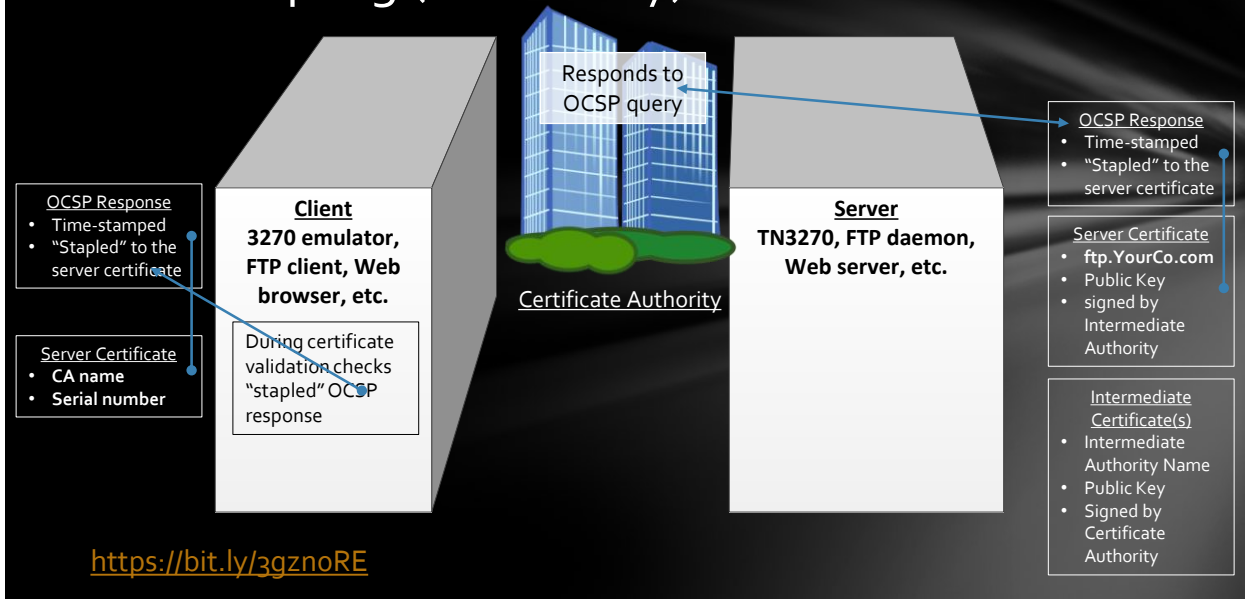 Responds to
OCSP query
OCSP Response
• Time-stamped
• “Stapled” to the
server certificate
Client
3270 emulator,
FTP client, Web
browser, etc.
During certificate
validation checks
“stapled” OCSP
response
Certificate Authority
Server
TN3270, FTP daemon,
Web server, etc.
OCSP Response
• Time-stamped
• “Stapled” to the
server certificate
Server Certificate
• CA name
• Serial number
Server Certificate
• ftp.YourCo.com
• Public Key
• signed by
Intermediate
Authority
Intermediate
Certificate(s)
• Intermediate
Authority Name
• Public Key
• Signed by
Certificate
Authority
https://bit.ly/3gznoRE